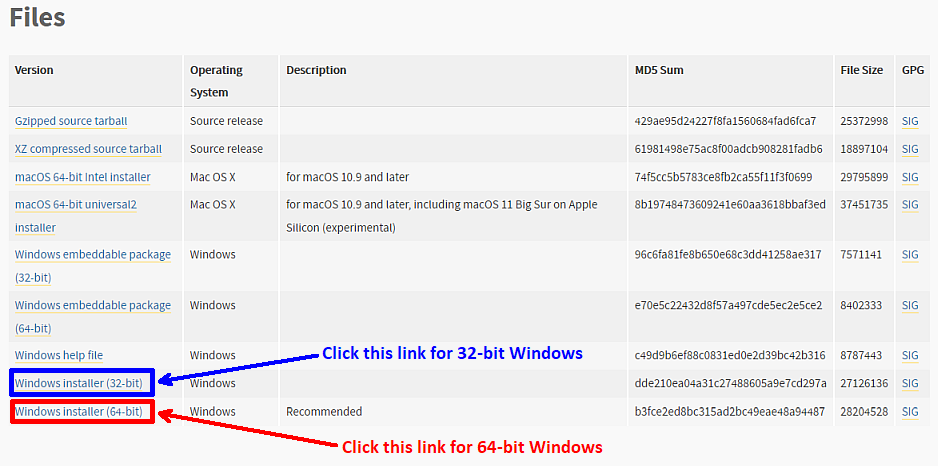 Files
Version Operating System Description MD5 Sum File Size GPG
Gzipped source tarball Source release 429ae95d24227f8fa1560684fad6fca7 25372998 SIG
XZ compressed source tarball Source release 61981498e75ac8f00adcb908281fadb6 18897104 SIG
macOS 64-bit Intel installer Mac OS X for macOS 10.9 and later 74f5cc5b5783ce8fb2ca55f11f3f0699 29795899 SIG
macOS 64-bit universal2 Mac OS X for macOS 10.9 and later, including macOS 11 Big Sur on Apple 8b19748473609241e60aa3618bbaf3ed 37451735 SIG
installer Silicon (experimental)
Windows embeddable package Windows 96c6fa81fe8b650e68c3dd41258ae317 7571141 SIG
(32-bit)
Windows embeddable package Windows e70e5c22432d8f57a497cde5ec2e5ce2 8402333 SIG
(64-bit)
Click this link for 32-bit Windows
Windows help file Windows c49d9b6ef88c0831ed0e2d39bc42b316 8787443 SIG
Windows installer (32-bit) Windows dde210ea04a31c27488605a9e7cd297a 27126136 SIG
Windows installer (64-bit) Windows Recommended b3fce2ed8bc315ad2bc49eae48a94487 28204528 SIG
Click this link for 64-bit Windows